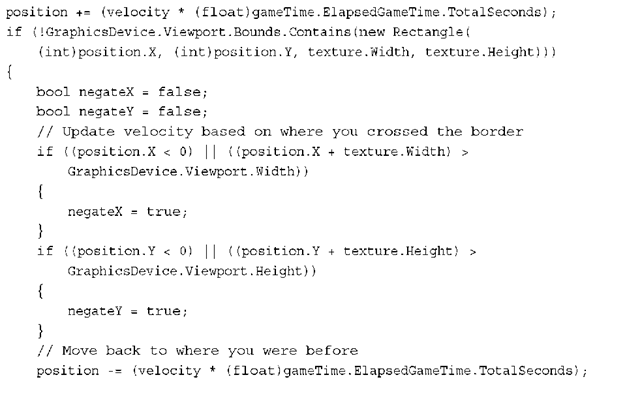 position += (velocity * (float)gameTime.ElapsedGameTime.TotalSeconds);
if (!GraphicsDevice.Viewport.Bounds.Contains(new Rectangle(
    (int)position.X, (int)position.Y, texture.Width, texture.Height)))
{
    bool negateX = false;
    bool negateY = false;
    // Update velocity based on where you crossed the border
    if ((position.X < 0) || ((position.X + texture.Width) >
        GraphicsDevice.Viewport.Width))
    {
        negateX = true;
    }
    if ((position.Y < 0) || ((position.Y + texture.Height) >
        GraphicsDevice.Viewport.Height))
    {
        negateY = true;
    }
    // Move back to where you were before
    position -= (velocity * (float)gameTime.ElapsedGameTime.TotalSeconds);